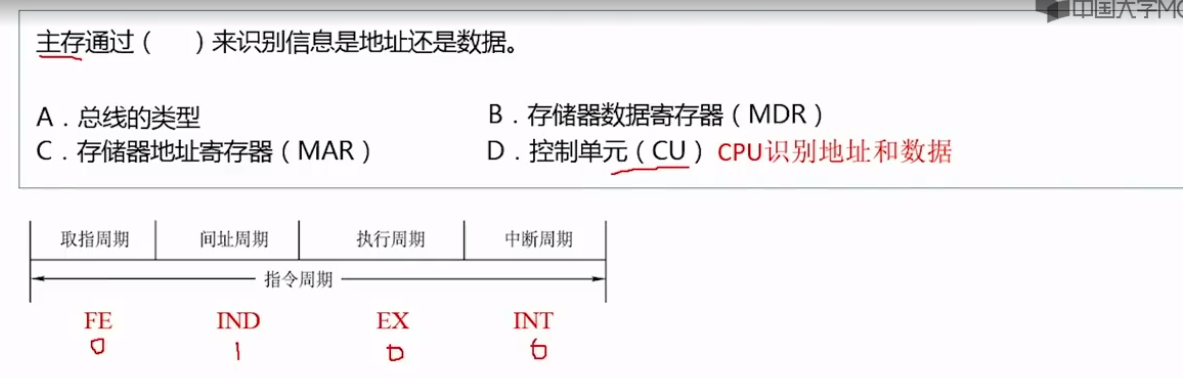 中国大学MO
主存通过（ ）来识别信息是地址还是数据。
A．总线的类型 B．存储器数据寄存器（MDR）
C．存储器地址寄存器（MAR） D．控制单元（CU） CPU识别地址和数据
取指周期 间址周期 执行周期 中断周期
指令周期
FE IND EX INT
0 1 0 0